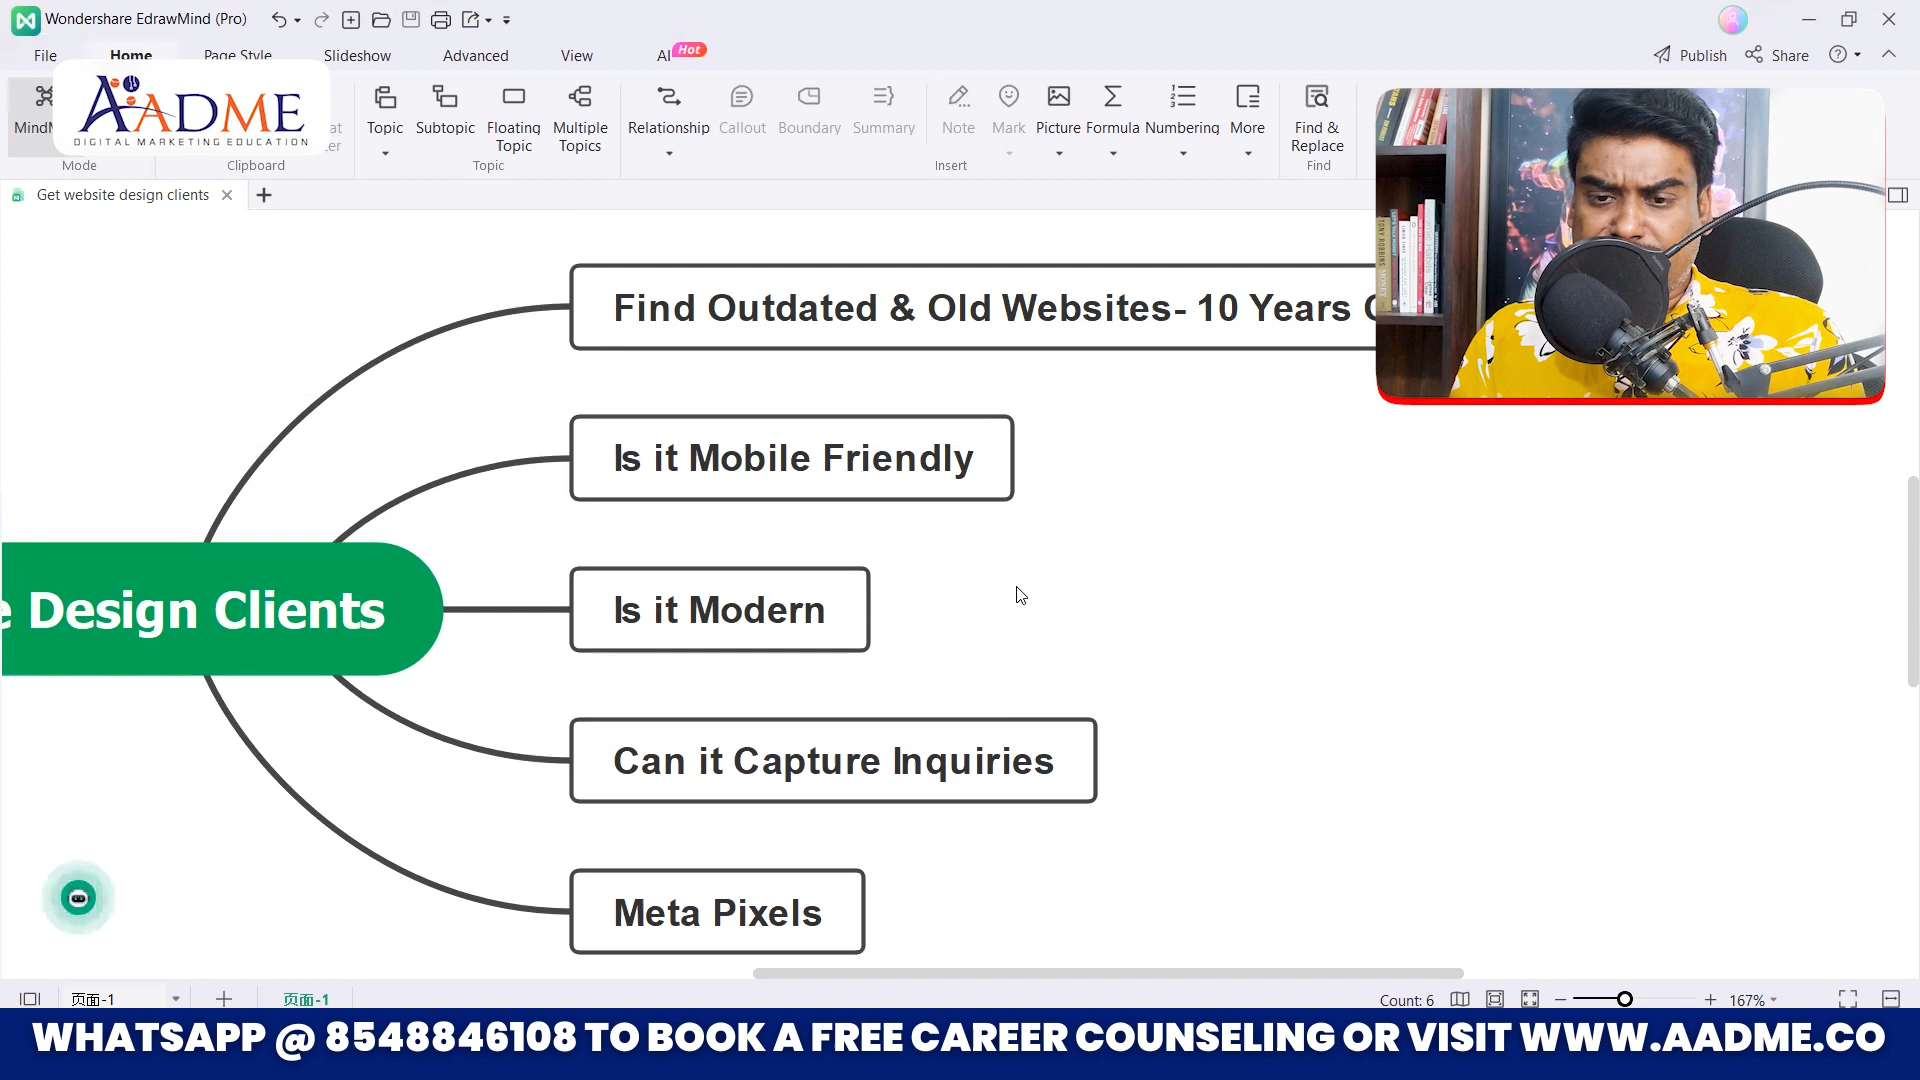 Wondershare EdrawMind (Pro)
File Home Page Style Slideshow Advanced View AI Hot
Publish Share
AADME
DIGITAL MARKETING EDUCATION
Topic Subtopic Floating Topic Multiple Topics
Relationship Callout Boundary Summary Note Mark Picture Formula Numbering More
Find & Replace
Mode Clipboard Topic Insert Find
Get website design clients
Find Outdated & Old Websites- 10 Years
Is it Mobile Friendly
Design Clients
Is it Modern
Can it Capture Inquiries
Meta Pixels
TONY ROBBINS MONEY
页面-1 页面-1 Count: 6 167%
WHATSAPP @ 8548846108 TO BOOK A FREE CAREER COUNSELING OR VISIT WWW.AADME.CO